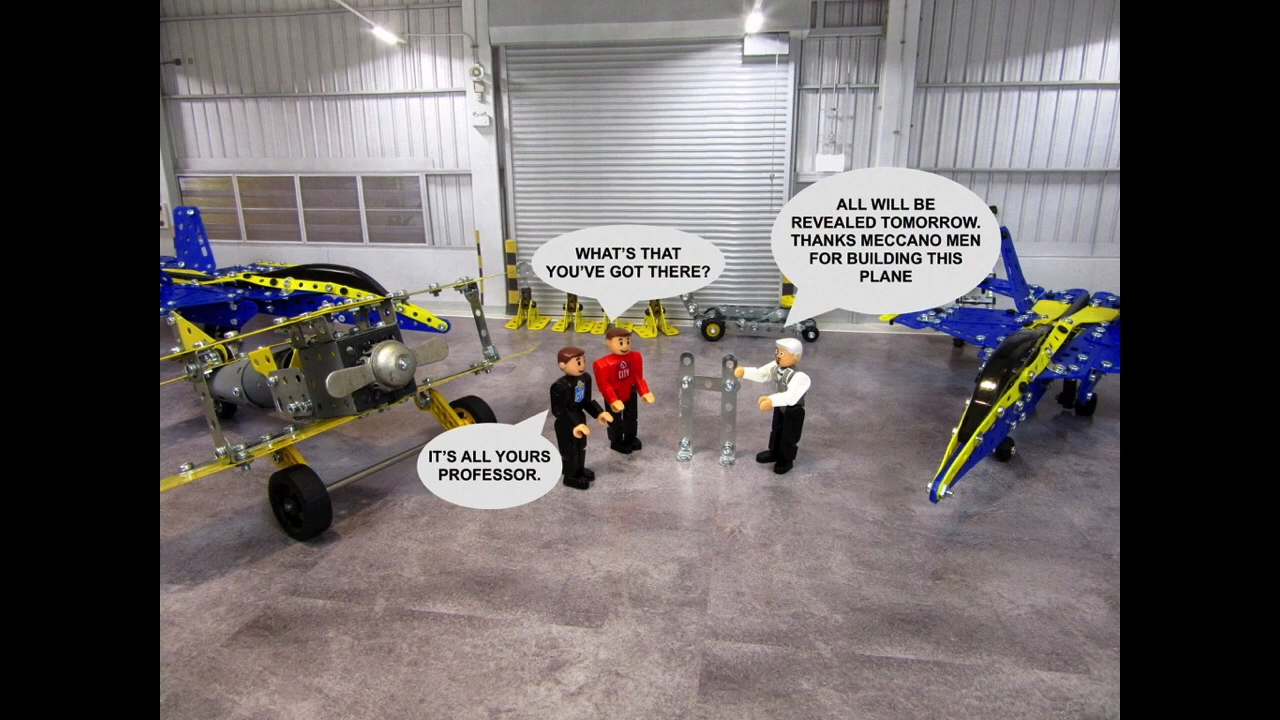 WHAT'S THAT
YOU'VE GOT THERE?
ALL WILL BE
REVEALED TOMORROW.
THANKS MECCANO MEN
FOR BUILDING THIS
PLANE
IT'S ALL YOURS
PROFESSOR.
CITY